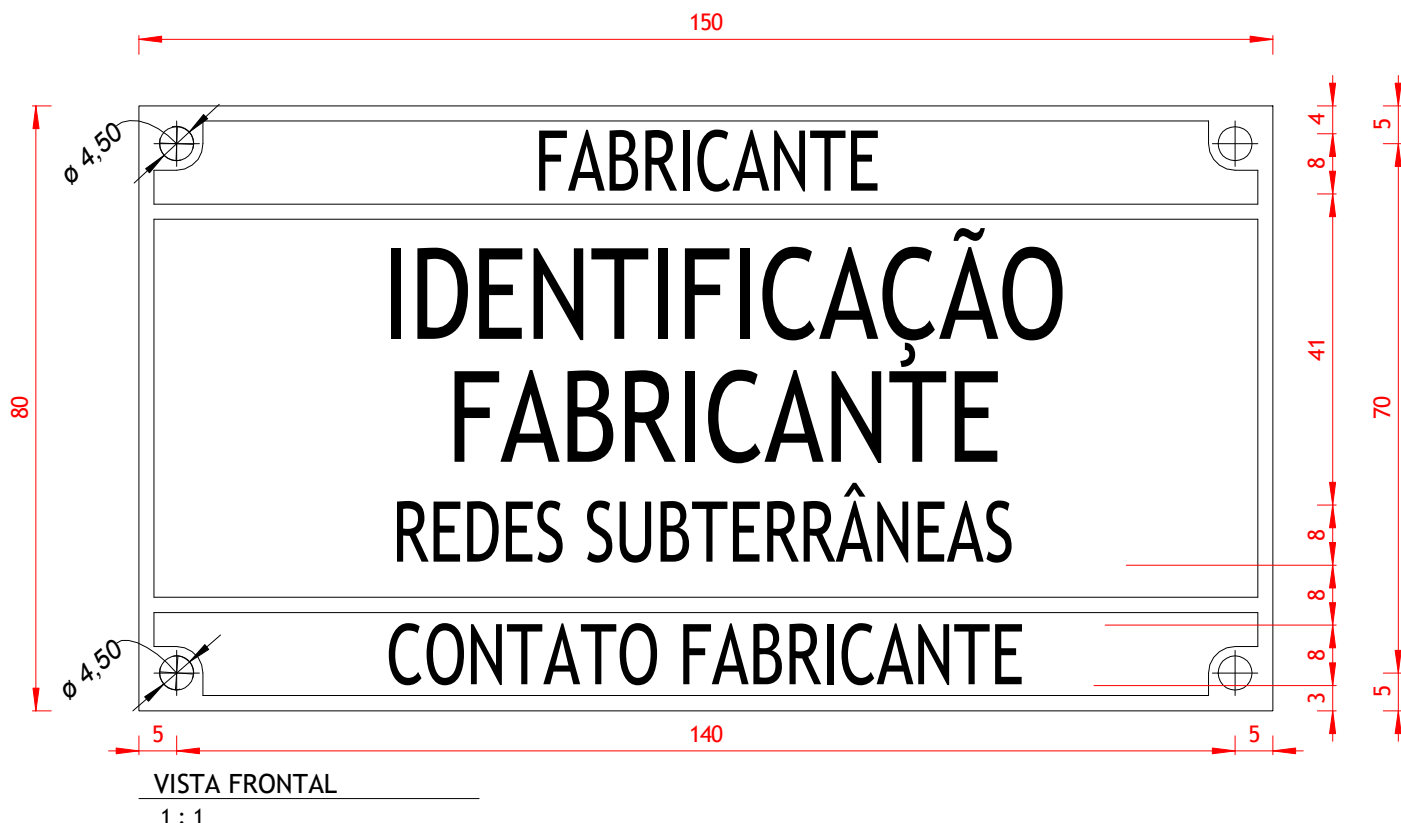 150
ø 4,50
FABRICANTE
4
5
8
IDENTIFICAÇÃO
FABRICANTE
41
80
70
REDES SUBTERRÂNEAS
8
8
ø 4,50
CONTATO FABRICANTE
8
3
5
5
140
5
VISTA FRONTAL
1 : 1